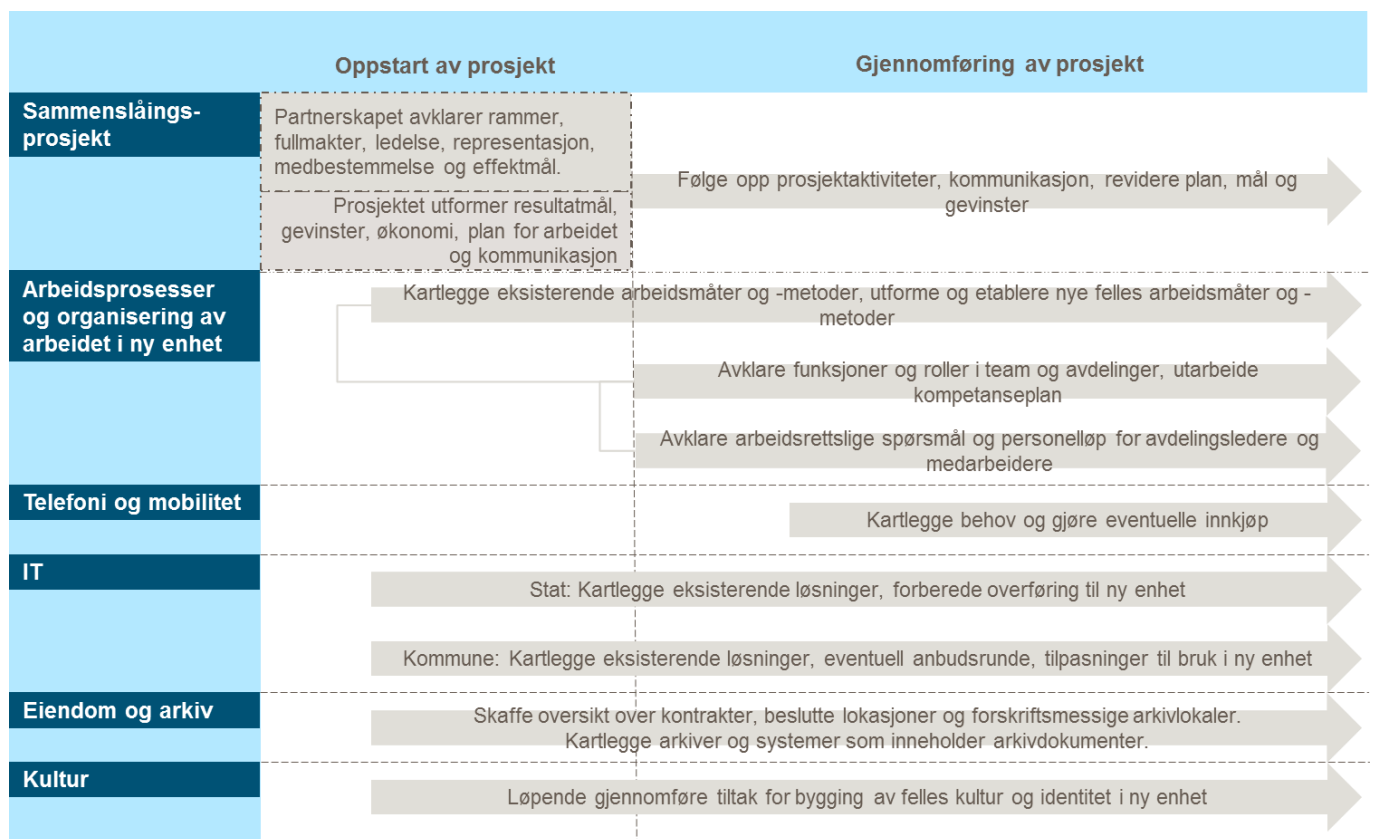 Oppstart av prosjekt
Gjennomføring av prosjekt
Sammenslåings-
prosjekt
Partnerskapet avklarer rammer,
fullmakter, ledelse, representasjon,
medbestemmelse og effektmål.
Prosjektet utformer resultatmål,
gevinster, økonomi, plan for arbeidet
og kommunikasjon
Følge opp prosjektaktiviteter, kommunikasjon, revidere plan, mål og
gevinster
Arbeidsprosesser
og organisering av
arbeidet i ny enhet
Kartlegge eksisterende arbeidsmåter og -metoder, utforme og etablere nye felles arbeidsmåter og -
metoder
Avklare funksjoner og roller i team og avdelinger, utarbeide
kompetanseplan
Avklare arbeidsrettslige spørsmål og personelløp for avdelingsledere og
medarbeidere
Telefoni og mobilitet
Kartlegge behov og gjøre eventuelle innkjøp
IT
Stat: Kartlegge eksisterende løsninger, forberede overføring til ny enhet
Kommune: Kartlegge eksisterende løsninger, eventuell anbudsrunde, tilpasninger til bruk i ny enhet
Eiendom og arkiv
Skaffe oversikt over kontrakter, beslutte lokasjoner og forskriftsmessige arkivlokaler.
Kartlegge arkiver og systemer som inneholder arkivdokumenter.
Kultur
Løpende gjennomføre tiltak for bygging av felles kultur og identitet i ny enhet